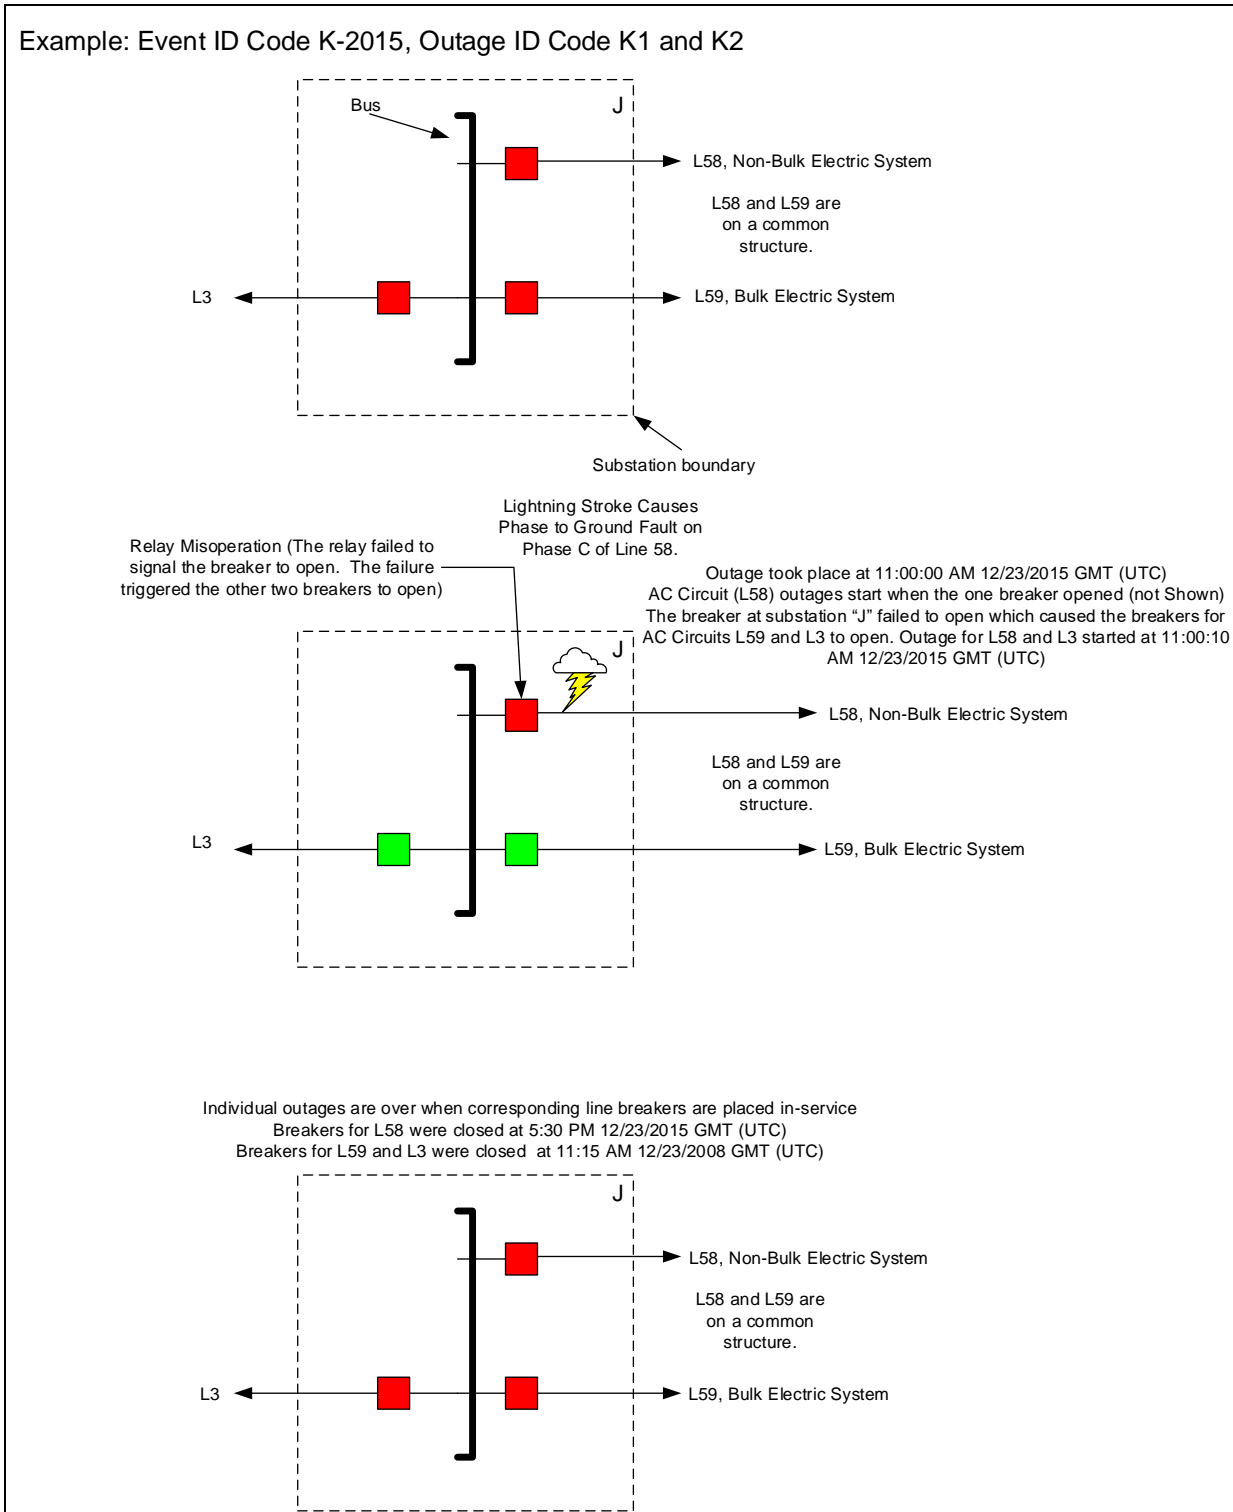 Example: Event ID Code K-2015, Outage ID Code K1 and K2
Bus
J
L58, Non-Bulk Electric System
L58 and L59 are
on a common
structure.
L3
L59, Bulk Electric System
Substation boundary
Lightning Stroke Causes
Phase to Ground Fault on
Phase C of Line 58.
Relay Misoperation (The relay failed to
signal the breaker to open. The failure
triggered the other two breakers to open)
Outage took place at 11:00:00 AM 12/23/2015 GMT (UTC)
AC Circuit (L58) outages start when the one breaker opened (not Shown)
The breaker at substation “J” failed to open which caused the breakers for
AC Circuits L59 and L3 to open. Outage for L58 and L3 started at 11:00:10
AM 12/23/2015 GMT (UTC)
J
L58, Non-Bulk Electric System
L58 and L59 are
on a common
structure.
L3
L59, Bulk Electric System
Individual outages are over when corresponding line breakers are placed in-service
Breakers for L58 were closed at 5:30 PM 12/23/2015 GMT (UTC)
Breakers for L59 and L3 were closed at 11:15 AM 12/23/2008 GMT (UTC)
J
L58, Non-Bulk Electric System
L58 and L59 are
on a common
structure.
L3
L59, Bulk Electric System